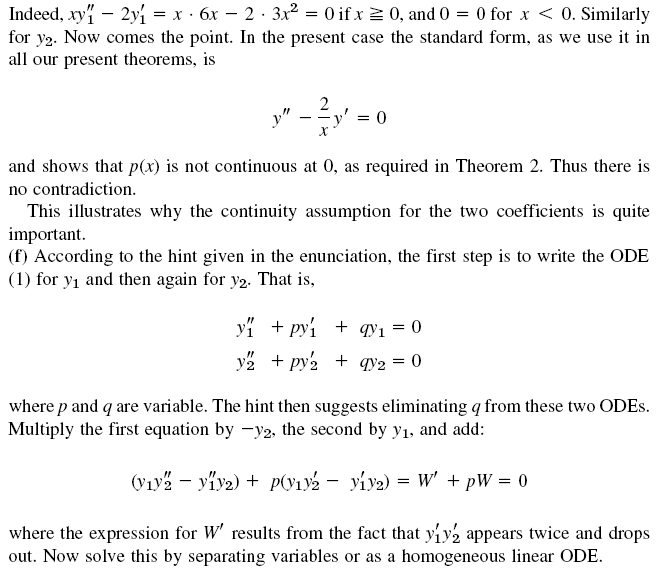 Indeed, xy₁″ − 2y₁′ = x · 6x − 2 · 3x² = 0 if x ≧ 0, and 0 = 0 for x < 0. Similarly
for y₂. Now comes the point. In the present case the standard form, as we use it in
all our present theorems, is
y″ − 2/x y′ = 0
and shows that p(x) is not continuous at 0, as required in Theorem 2. Thus there is
no contradiction.
This illustrates why the continuity assumption for the two coefficients is quite
important.
(f) According to the hint given in the enunciation, the first step is to write the ODE
(1) for y₁ and then again for y₂. That is,
y₁″ + py₁′ + qy₁ = 0
y₂″ + py₂′ + qy₂ = 0
where p and q are variable. The hint then suggests eliminating q from these two ODEs.
Multiply the first equation by −y₂, the second by y₁, and add:
(y₁y₂″ − y₁″y₂) + p(y₁y₂′ − y₁′y₂) = W′ + pW = 0
where the expression for W′ results from the fact that y₁′y₂′ appears twice and drops
out. Now solve this by separating variables or as a homogeneous linear ODE.